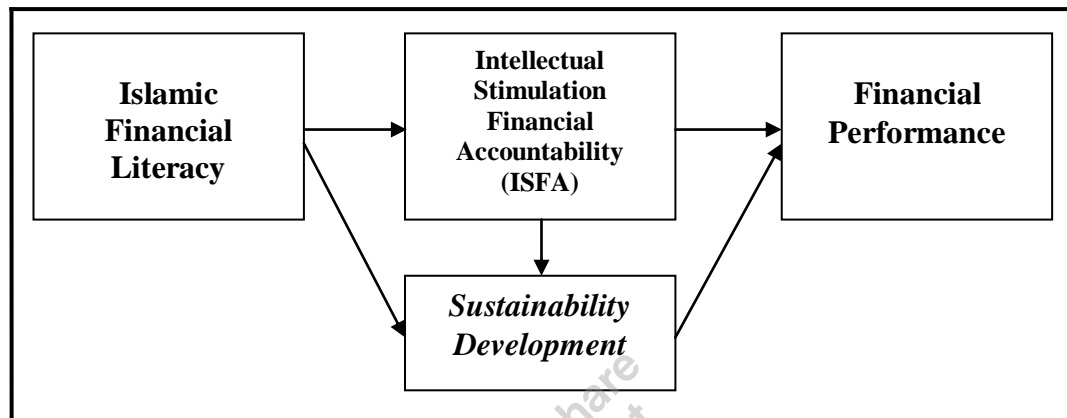 Islamic
Financial
Literacy
Intellectual
Stimulation
Financial
Accountability
(ISFA)
Financial
Performance
Sustainability
Development